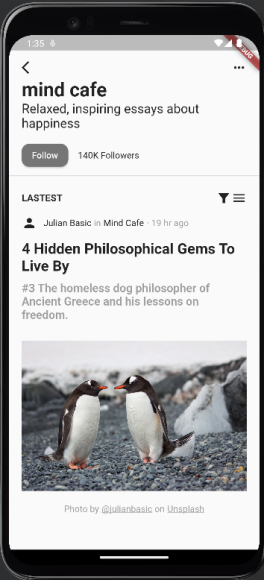 1:35
BUG
mind cafe
Relaxed, inspiring essays about
happiness
Follow 140K Followers
LASTEST
Julian Basic in Mind Cafe · 19 hr ago
4 Hidden Philosophical Gems To
Live By
#3 The homeless dog philosopher of
Ancient Greece and his lessons on
freedom.
Photo by @julianbasic on Unsplash